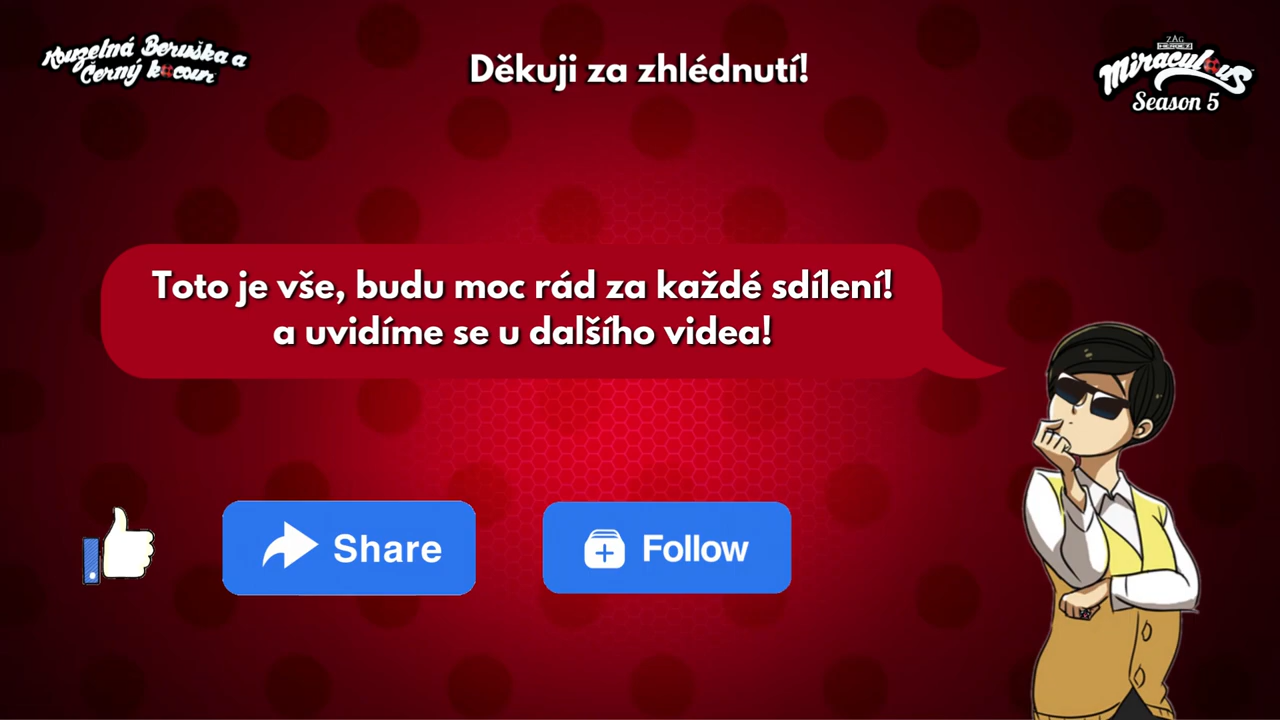 Kouzelná Beruška a
Černý kocour
Děkuji za zhlédnutí!
ZAG
HEROEZ
Miraculous
Season 5
Toto je vše, budu moc rád za každé sdílení!
a uvidíme se u dalšího videa!
Share
Follow